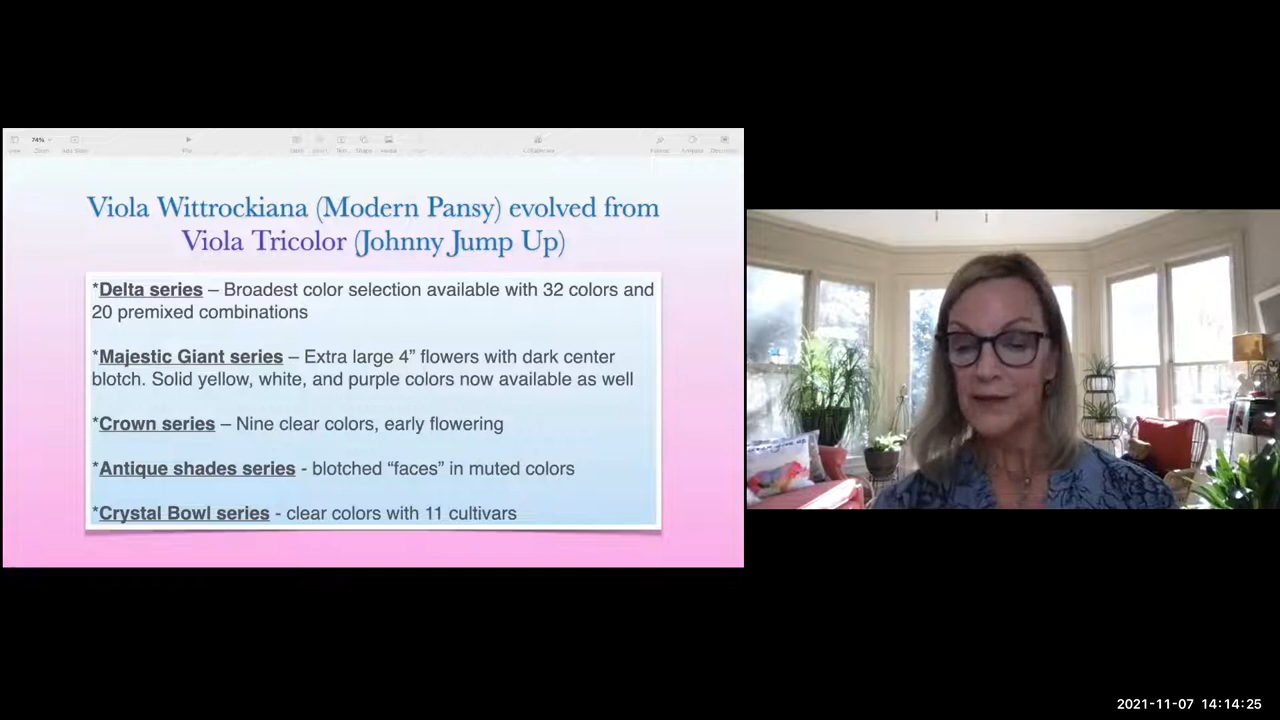 74%
Viola Wittrockiana (Modern Pansy) evolved from
Viola Tricolor (Johnny Jump Up)
*Delta series – Broadest color selection available with 32 colors and
20 premixed combinations
*Majestic Giant series – Extra large 4” flowers with dark center
blotch. Solid yellow, white, and purple colors now available as well
*Crown series – Nine clear colors, early flowering
*Antique shades series - blotched “faces” in muted colors
*Crystal Bowl series - clear colors with 11 cultivars
2021-11-07 14:14:25